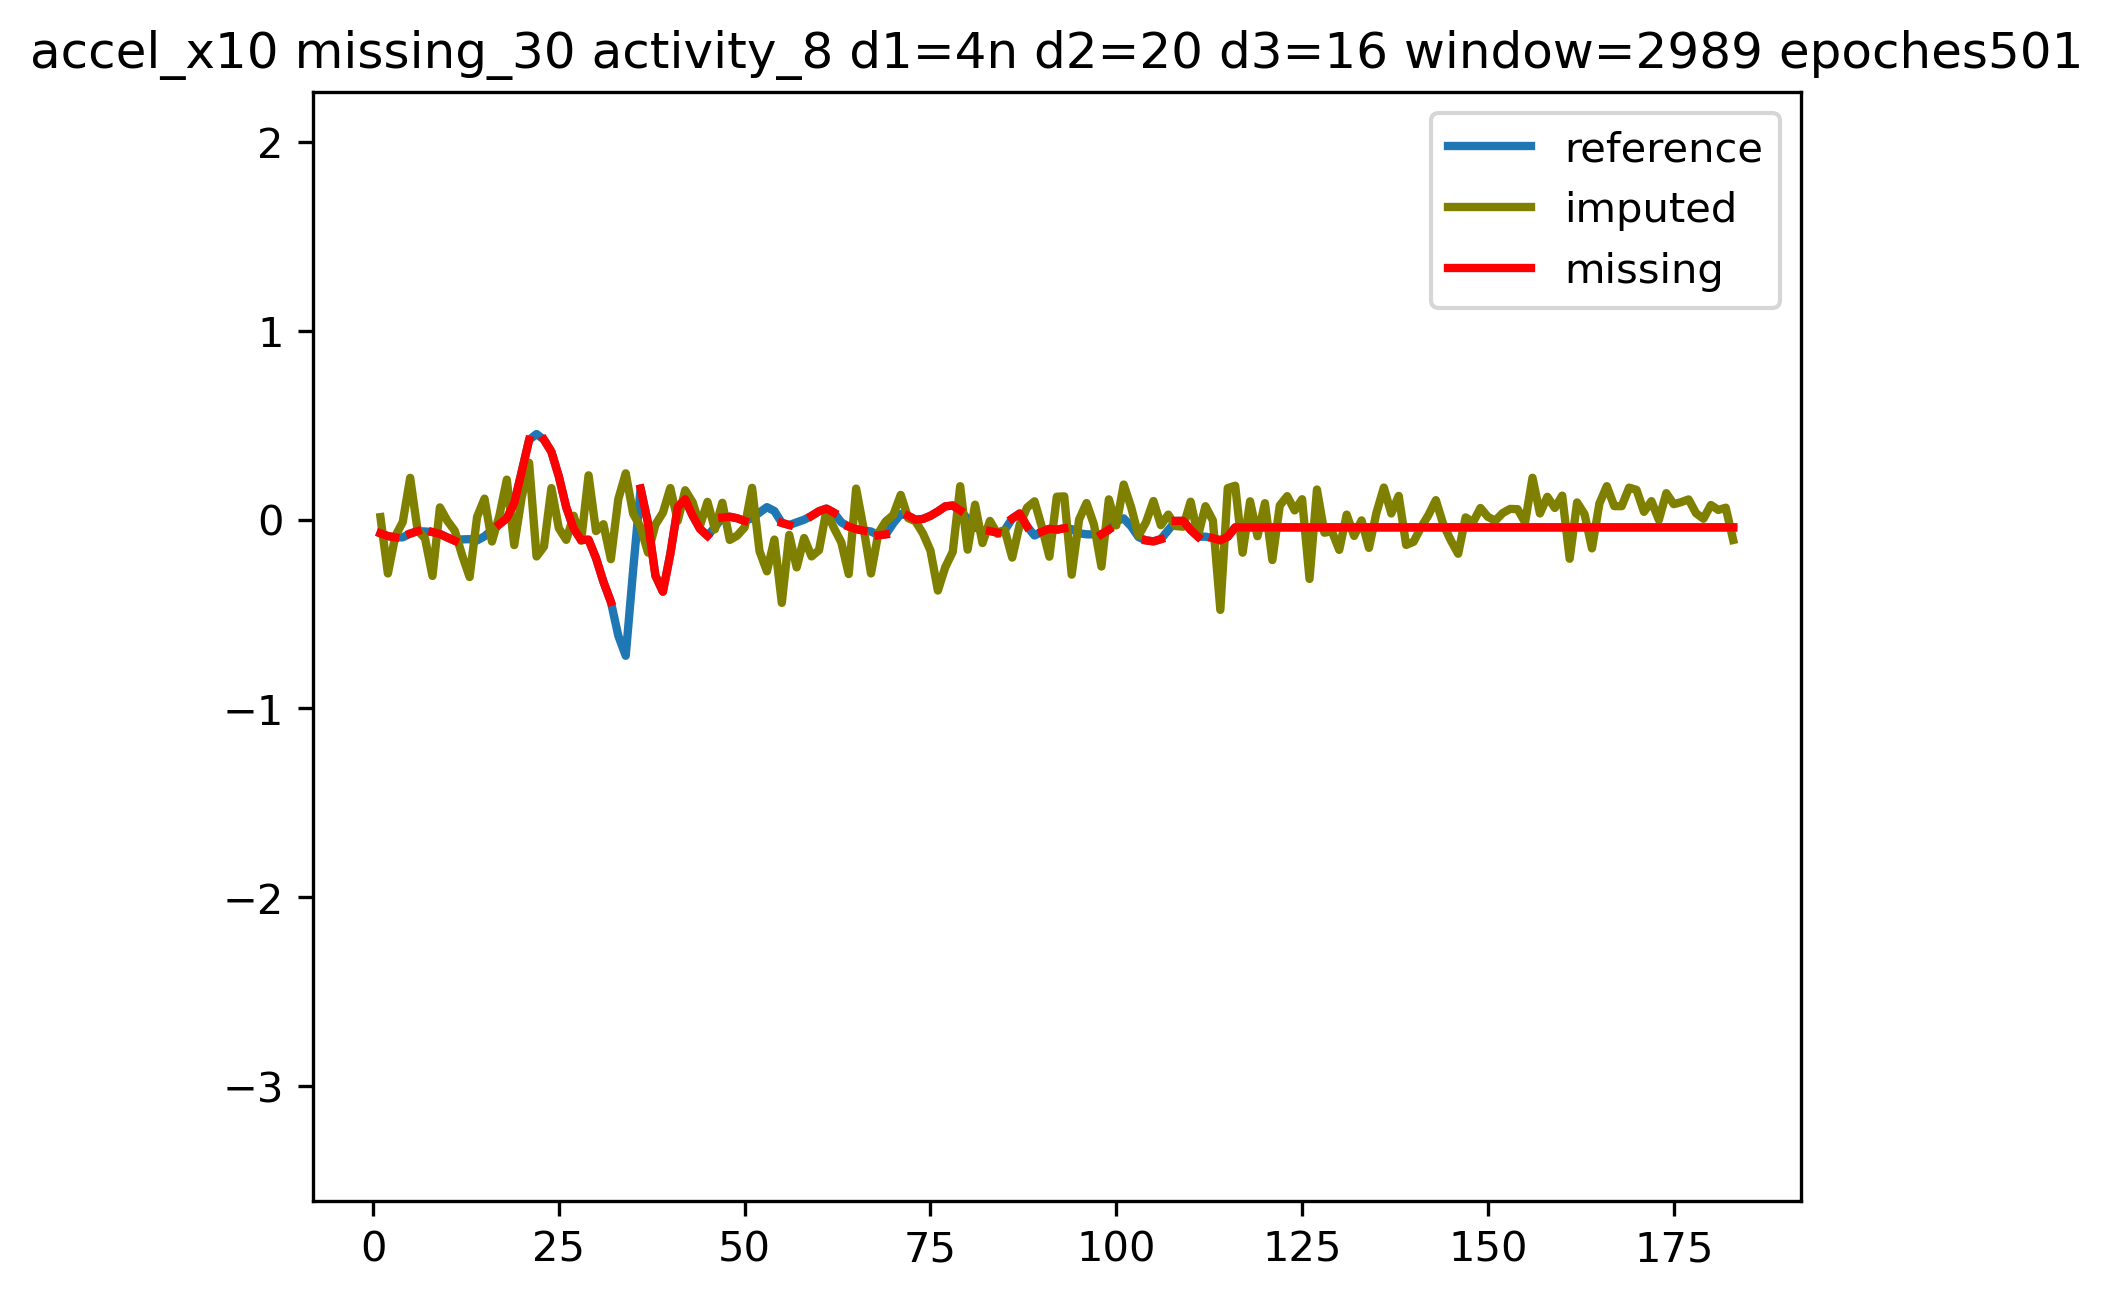 accel_x10 missing_30 activity_8 d1=4n d2=20 d3=16 window=2989 epoches501
reference
imputed
missing
2
1
0
−1
−2
−3
0 25 50 75 100 125 150 175